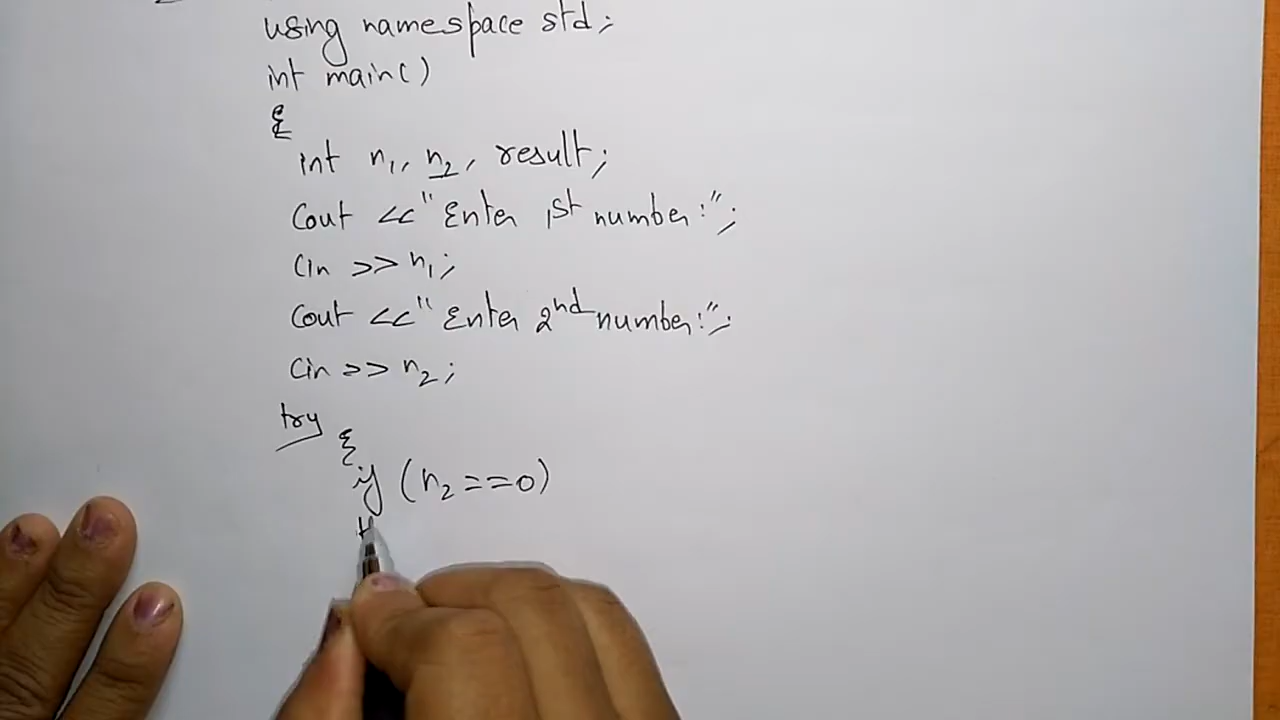 using namespace std;
int main()
{
int n1, n2, result;
Cout <<"Enter 1st number:";
Cin >> n1;
Cout <<"Enter 2nd number:";
Cin >> n2;
try
{
if (n2==0)